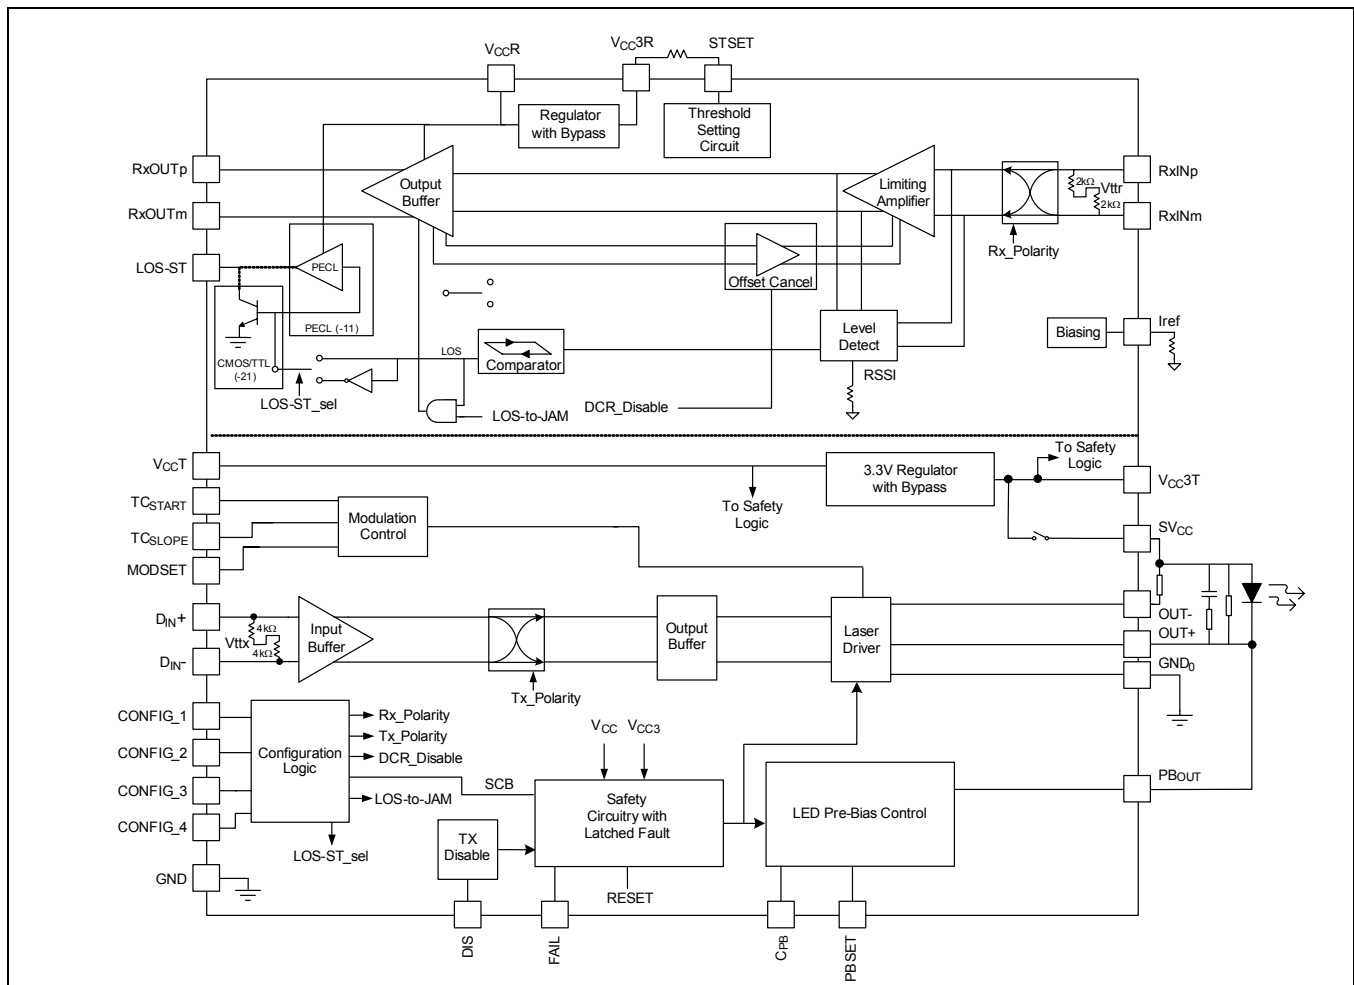 VCCR
VCC3R
STSET
Regulator
with Bypass
Threshold
Setting
Circuit
RxOUTp
Output
Buffer
Limiting
Amplifier
2kΩ
Vttr
2kΩ
RxINp
RxOUTm
RxINm
Rx_Polarity
LOS-ST
PECL
Offset Cancel
PECL (-11)
CMOS/TTL
(-21)
LOS
Comparator
Level
Detect
RSSI
Biasing
Iref
LOS-ST_sel
LOS-to-JAM
DCR_Disable
VCCT
3.3V Regulator
with Bypass
To Safety
Logic
To Safety
Logic
VCC3T
TCSTART
TCSLOPE
MODSET
Modulation
Control
SVCC
DIN+
4kΩ
Vttx
4kΩ
DIN-
Input
Buffer
Tx_Polarity
Output
Buffer
Laser
Driver
OUT-
OUT+
GND0
CONFIG_1
CONFIG_2
CONFIG_3
CONFIG_4
Configuration
Logic
Rx_Polarity
Tx_Polarity
DCR_Disable
LOS-to-JAM
LOS-ST_sel
SCB
VCC
VCC3
Safety
Circuitry with
Latched Fault
LED Pre-Bias Control
PBOUT
TX
Disable
RESET
GND
DIS
FAIL
CPB
PBSET